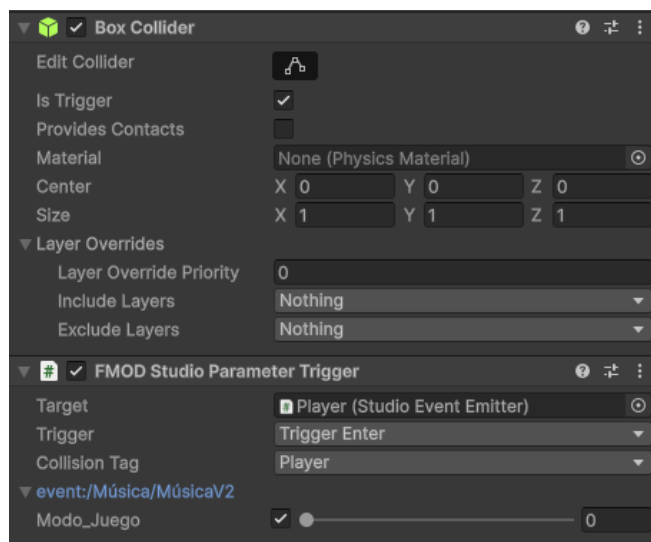 Box Collider
Edit Collider
Is Trigger
Provides Contacts
Material None (Physics Material)
Center X 0 Y 0 Z 0
Size X 1 Y 1 Z 1
Layer Overrides
Layer Override Priority 0
Include Layers Nothing
Exclude Layers Nothing
# FMOD Studio Parameter Trigger
Target # Player (Studio Event Emitter)
Trigger Trigger Enter
Collision Tag Player
event:/Música/MúsicaV2
Modo_Juego 0